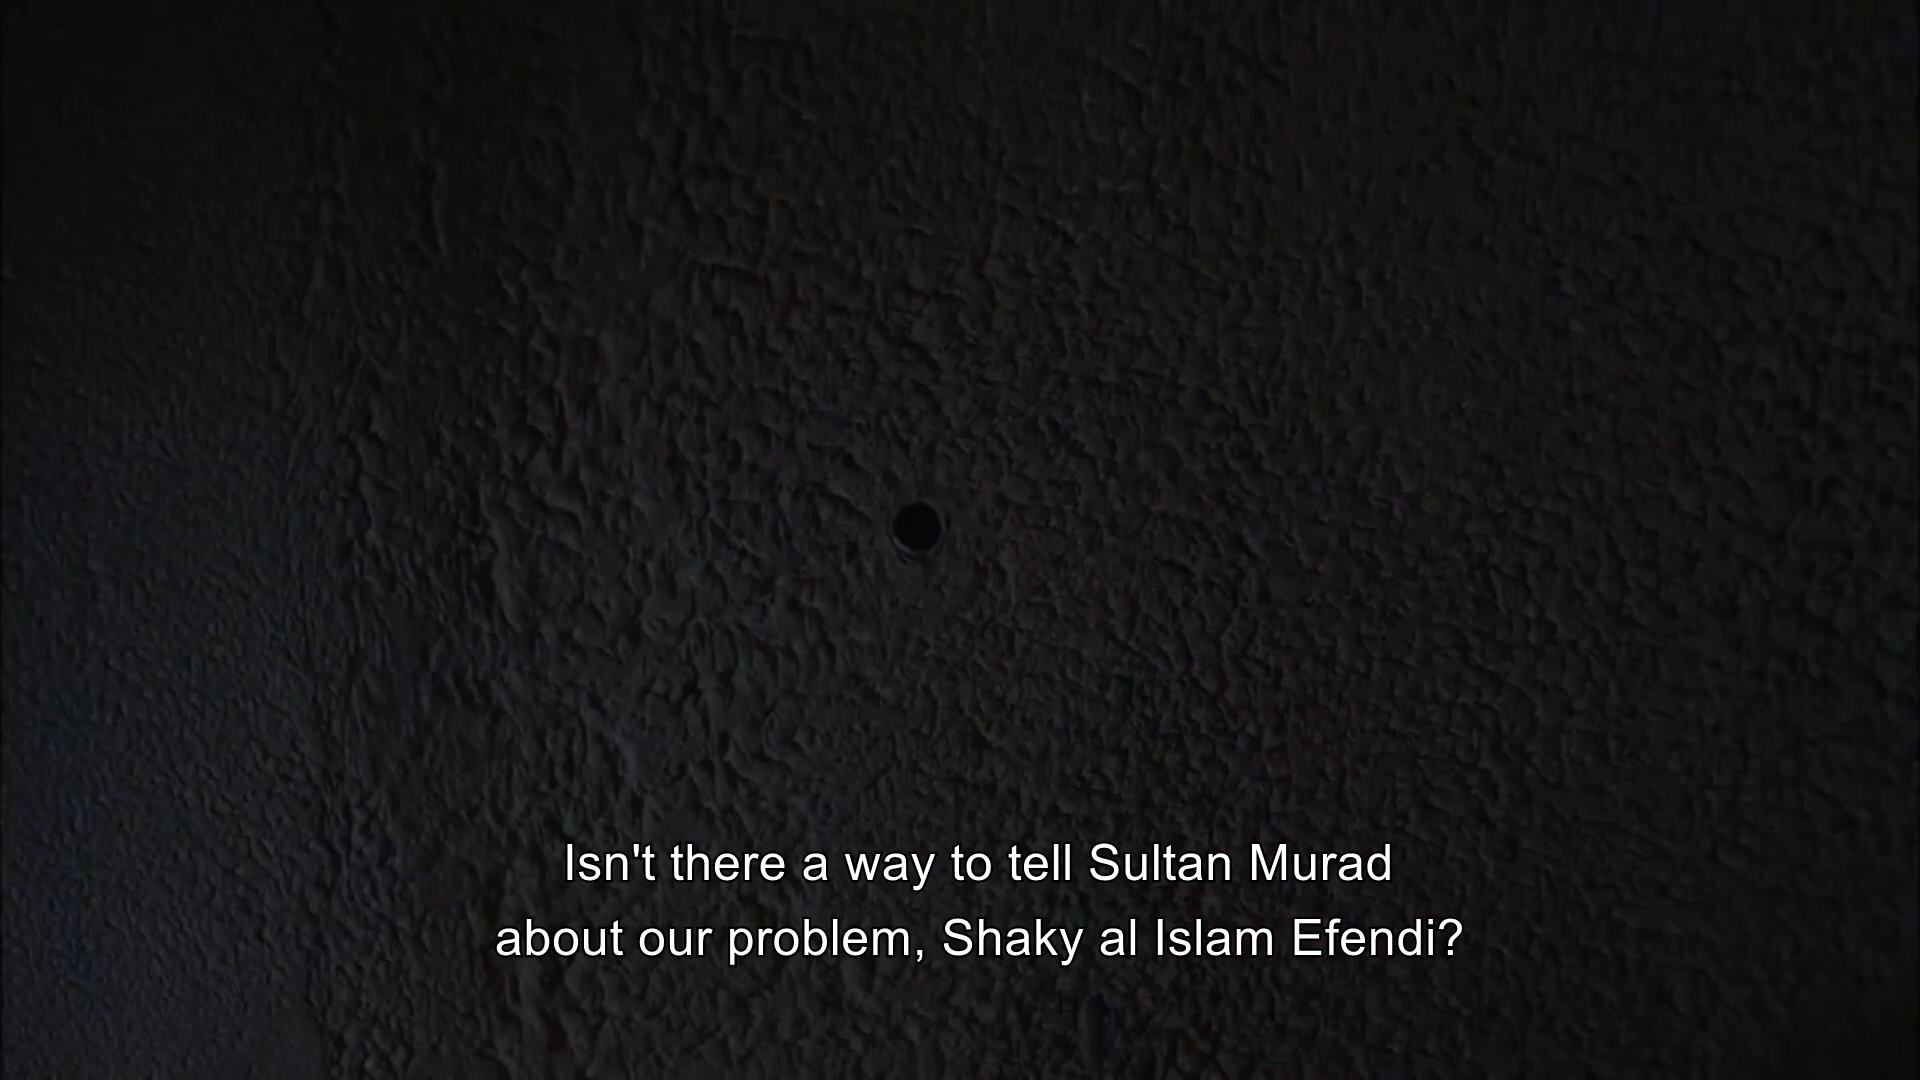 Isn't there a way to tell Sultan Murad
about our problem, Shaky al Islam Efendi?